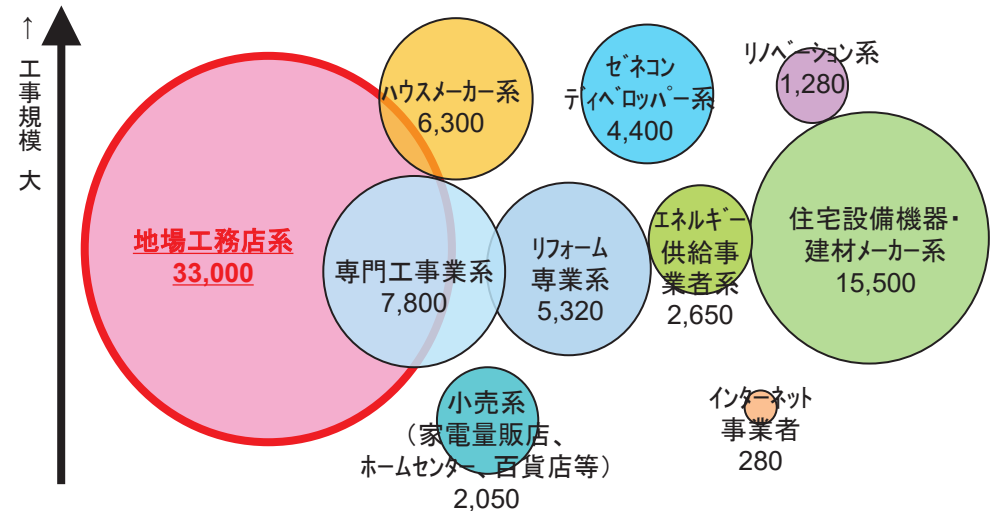 ↑
工
事
規
模
大
ハウスメーカー系
6,300
ゼネコン
ディベロッパー系
4,400
リノベーション系
1,280
地場工務店系
33,000
専門工事業系
7,800
リフォーム
専業系
5,320
エネルギー
供給事
業者系
2,650
住宅設備機器・
建材メーカー系
15,500
小売系
（家電量販店、
ホームセンター、百貨店等）
2,050
インターネット
事業者
280